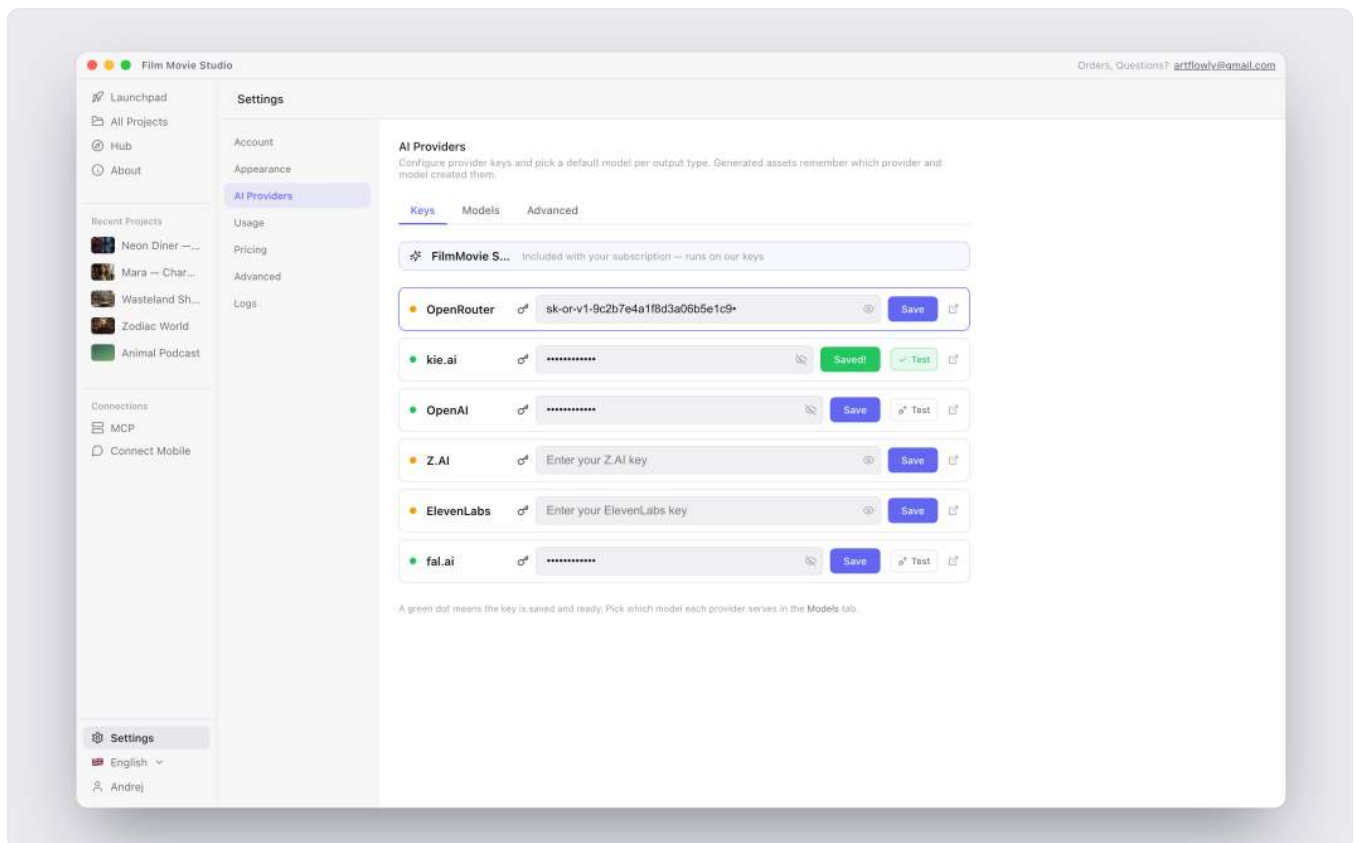 Film Movie Studio
Orders, Questions? artflowlv@gmail.com
Launchpad
All Projects
Hub
About
Recent Projects
Neon Diner —...
Mara — Char...
Wasteland Sh...
Zodiac World
Animal Podcast
Connections
MCP
Connect Mobile
Settings
English
Andrej
Settings
Account
Appearance
AI Providers
Usage
Pricing
Advanced
Logs
AI Providers
Configure provider keys and pick a default model per output type. Generated assets remember which provider and
model created them.
Keys Models Advanced
FilmMovie S... Included with your subscription — runs on our keys
OpenRouter sk-or-v1-9c2b7e4a1f8d3a06b5e1c9• Save
kie.ai •••••••••••• Saved! Test
OpenAI •••••••••••• Save Test
Z.AI Enter your Z.AI key Save
ElevenLabs Enter your ElevenLabs key Save
fal.ai •••••••••••• Save Test
A green dot means the key is saved and ready. Pick which model each provider serves in the Models tab.